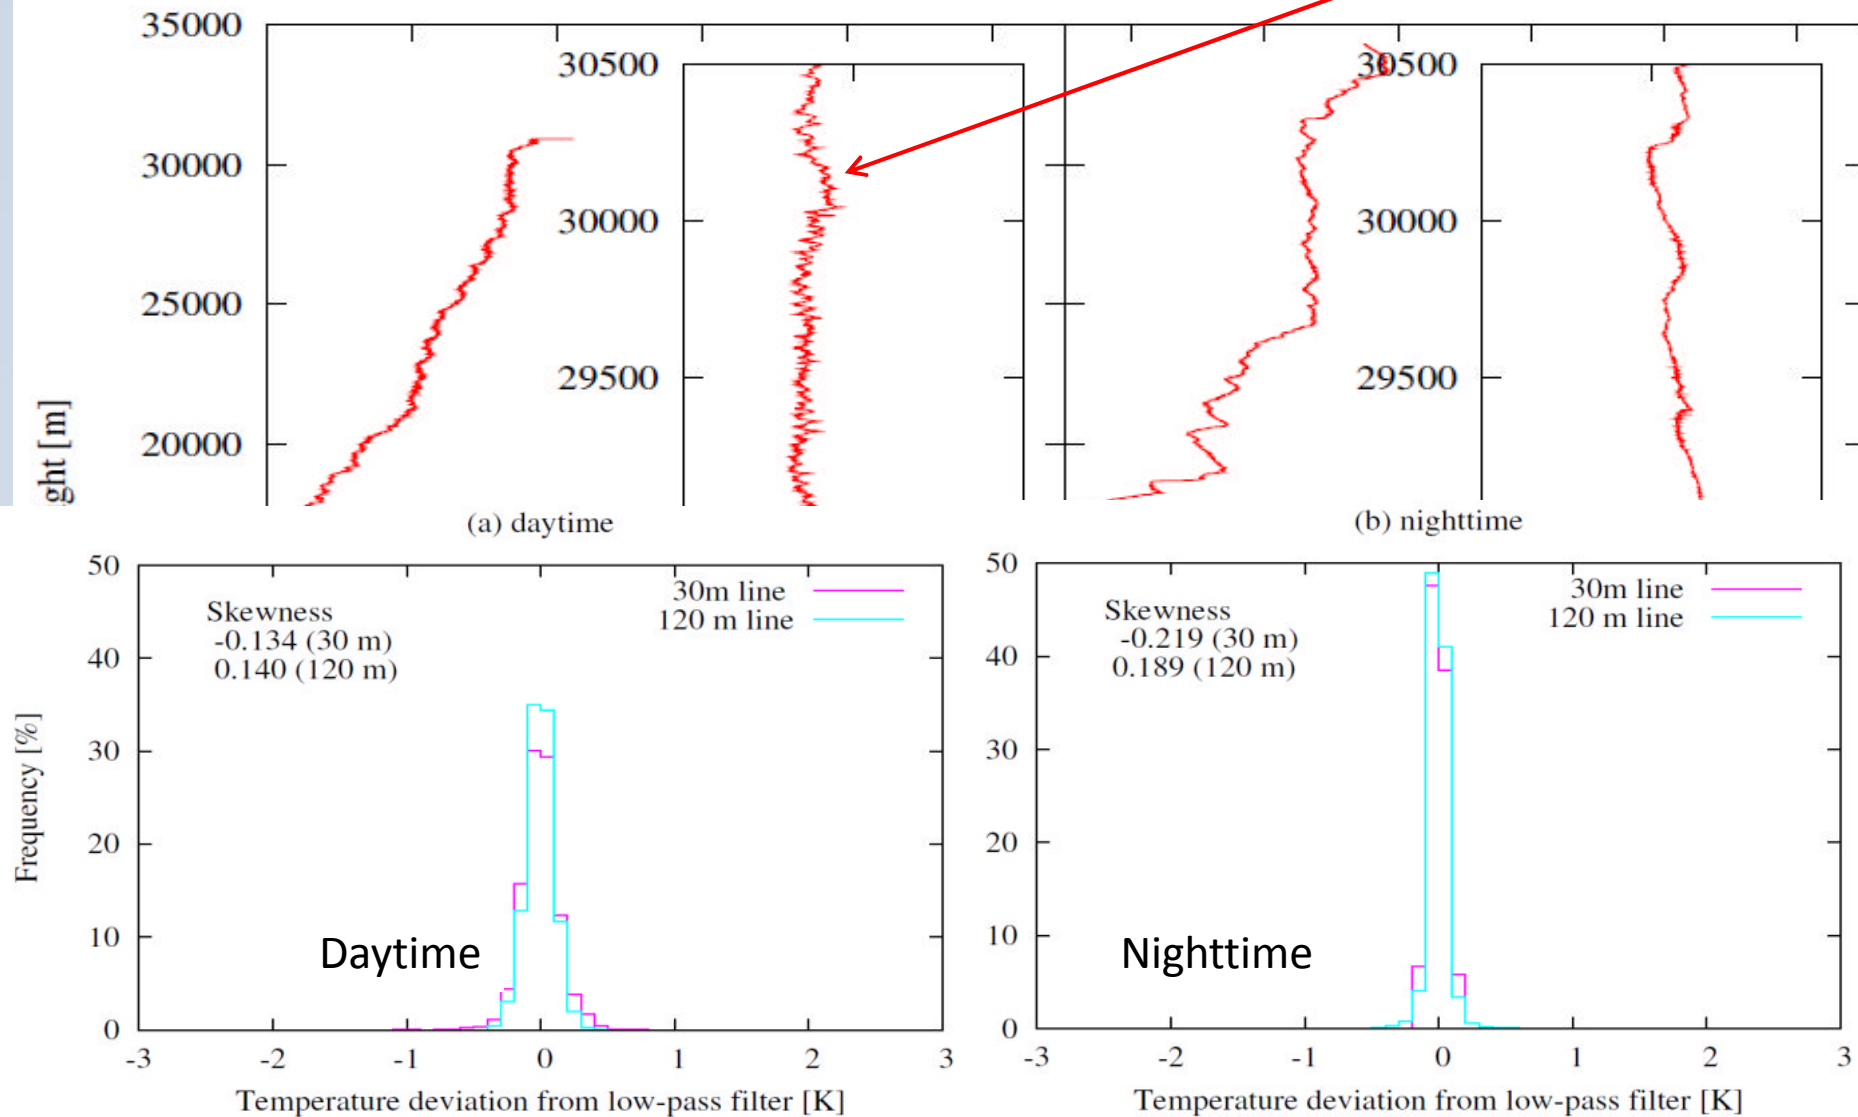 35000
30000
25000
20000
ght [m]
30500
30000
29500
(a) daytime
30500
30000
29500
(b) nighttime
50
40
30
20
10
0
Frequency [%]
Skewness
-0.134 (30 m)
0.140 (120 m)
30m line
120 m line
Daytime
-3 -2 -1 0 1 2 3
Temperature deviation from low-pass filter [K]
50
40
30
20
10
0
Skewness
-0.219 (30 m)
0.189 (120 m)
30m line
120 m line
Nighttime
-3 -2 -1 0 1 2 3
Temperature deviation from low-pass filter [K]